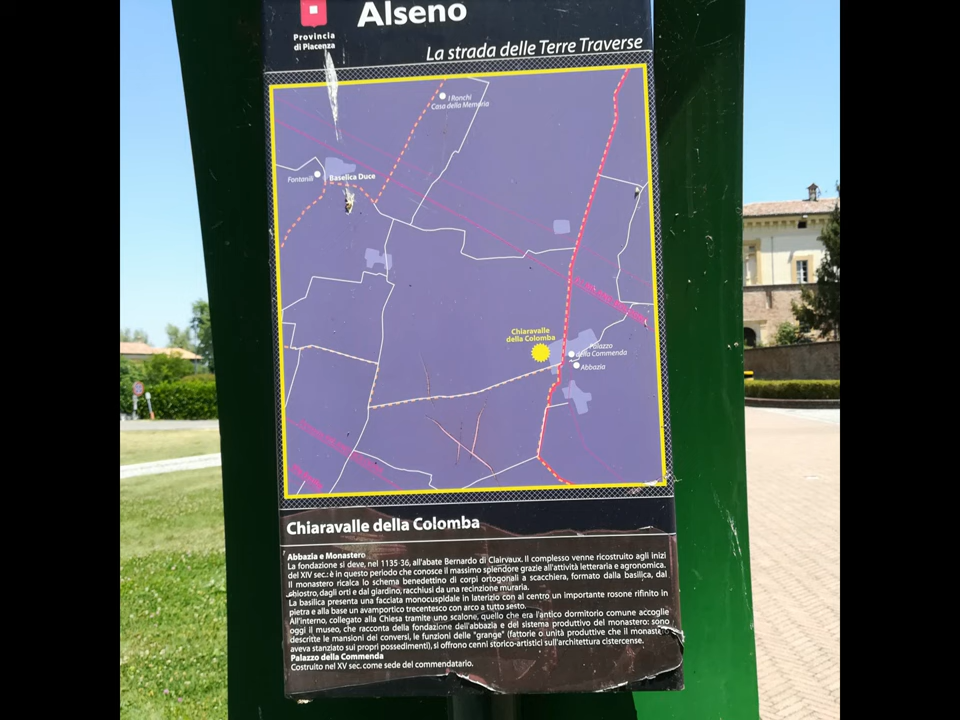 Alseno
Provincia
di Piacenza
La strada delle Terre Traverse
I Ronchi
Casa della Memoria
Fontanili
Baselica Duce
Chiaravalle
della Colomba
Palazzo
della Commenda
Abbazia
Chiaravalle della Colomba
Abbazia e Monastero
La fondazione si deve, nel 1135-36, all'abate Bernardo di Clairvaux. Il complesso venne ricostruito agli inizi
del XIV sec.: è in questo periodo che conosce il massimo splendore grazie all'attività letteraria e agronomica.
Il monastero ricalca lo schema benedettino di corpi ortogonali a scacchiera, formato dalla basilica, dal
chiostro, dagli orti e dal giardino, racchiusi da una recinzione muraria.
La basilica presenta una facciata monocuspidale in laterizio con al centro un importante rosone rifinito in
pietra e alla base un avamportico trecentesco con arco a tutto sesto.
All'interno, collegato alla Chiesa tramite uno scalone, quello che era l'antico dormitorio comune accoglie
oggi il museo, che racconta della fondazione dell'abbazia e del sistema produttivo del monastero: sono
descritte le mansioni dei conversi, le funzioni delle "grange" (fattorie o unità produttive che il monastero
aveva stanziato sui propri possedimenti), si offrono cenni storico-artistici sull'architettura cistercense.
Palazzo della Commenda
Costruito nel XV sec. come sede del commendatario.